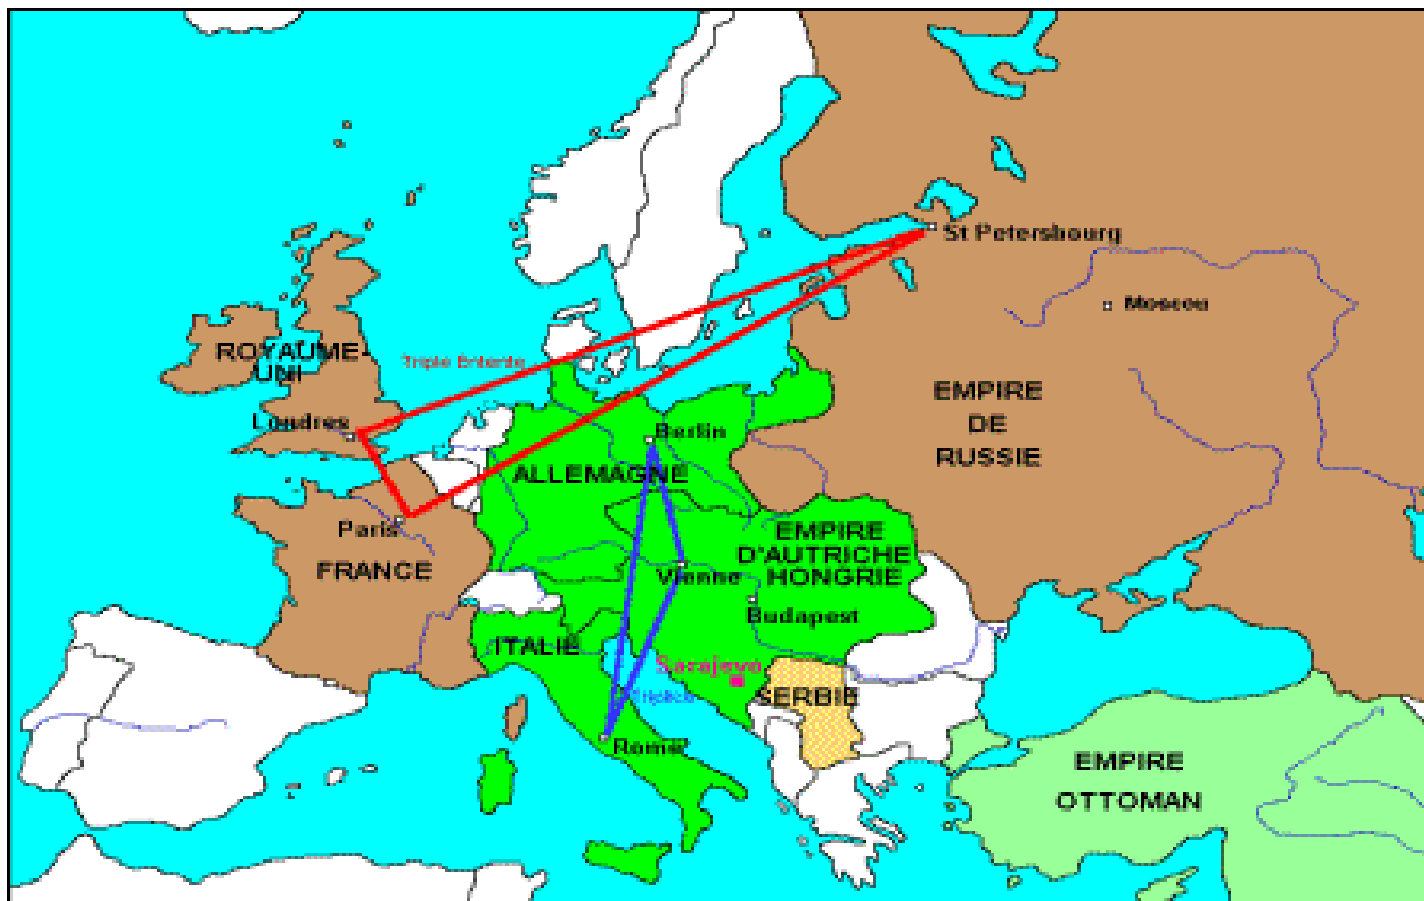 St Petersbourg
Moscou
ROYAUME-
UNI
Triple Entente
EMPIRE
DE
RUSSIE
Londres
Berlin
ALLEMAGNE
Paris
FRANCE
EMPIRE
D'AUTRICHE
HONGRIE
Vienne
Budapest
ITALIE
Sarajevo
SERBIE
Rome
EMPIRE
OTTOMAN